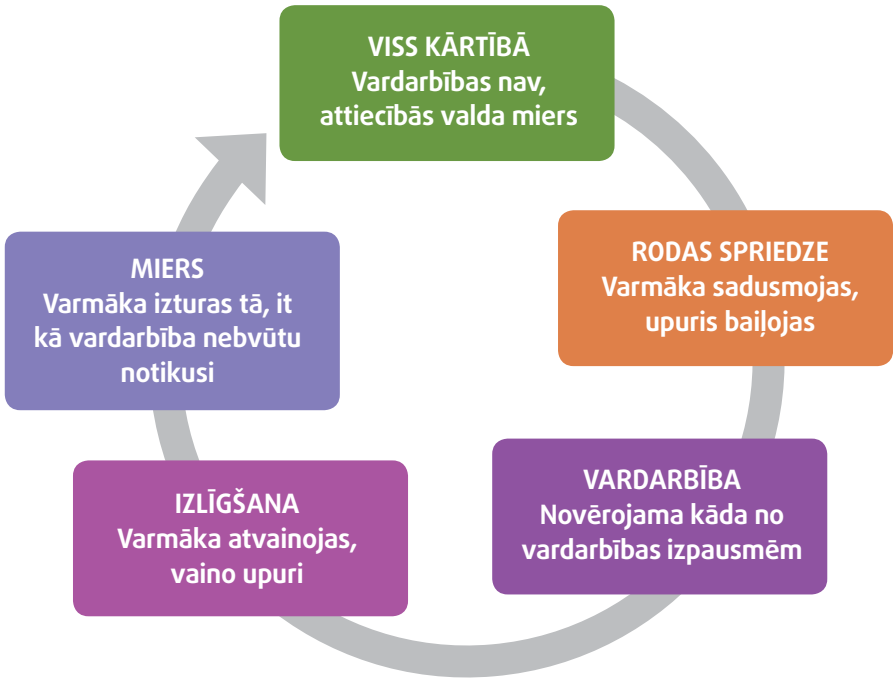 VISS KĀRTĪBĀ
Vardarbības nav,
attiecībās valda miers
RODAS SPRIEDZE
Varmāka sadusmojas,
upuris baiļojas
VARDARBĪBA
Novērojama kāda no
vardarbības izpausmēm
IZLĪGŠANA
Varmāka atvainojas,
vaino upuri
MIERS
Varmāka izturas tā, it
kā vardarbība nebvūtu
notikusi